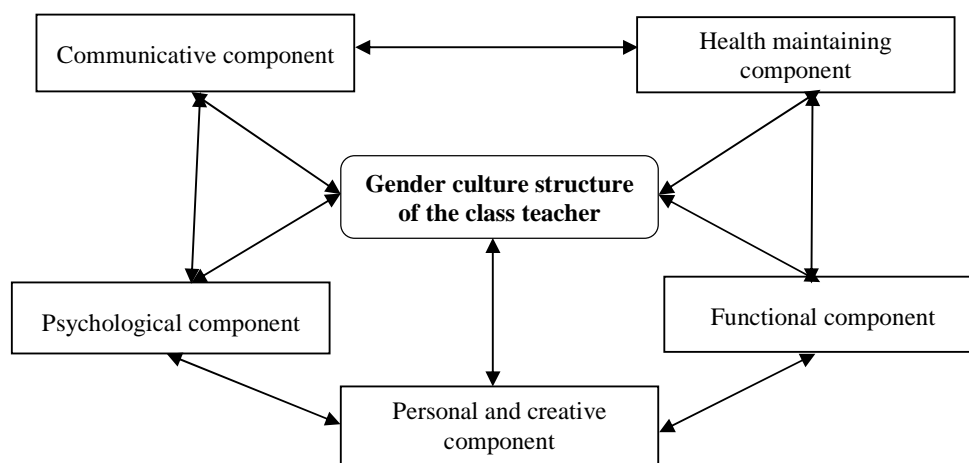 Communicative component
Health maintaining
component
Gender culture structure
of the class teacher
Psychological component
Functional component
Personal and creative
component